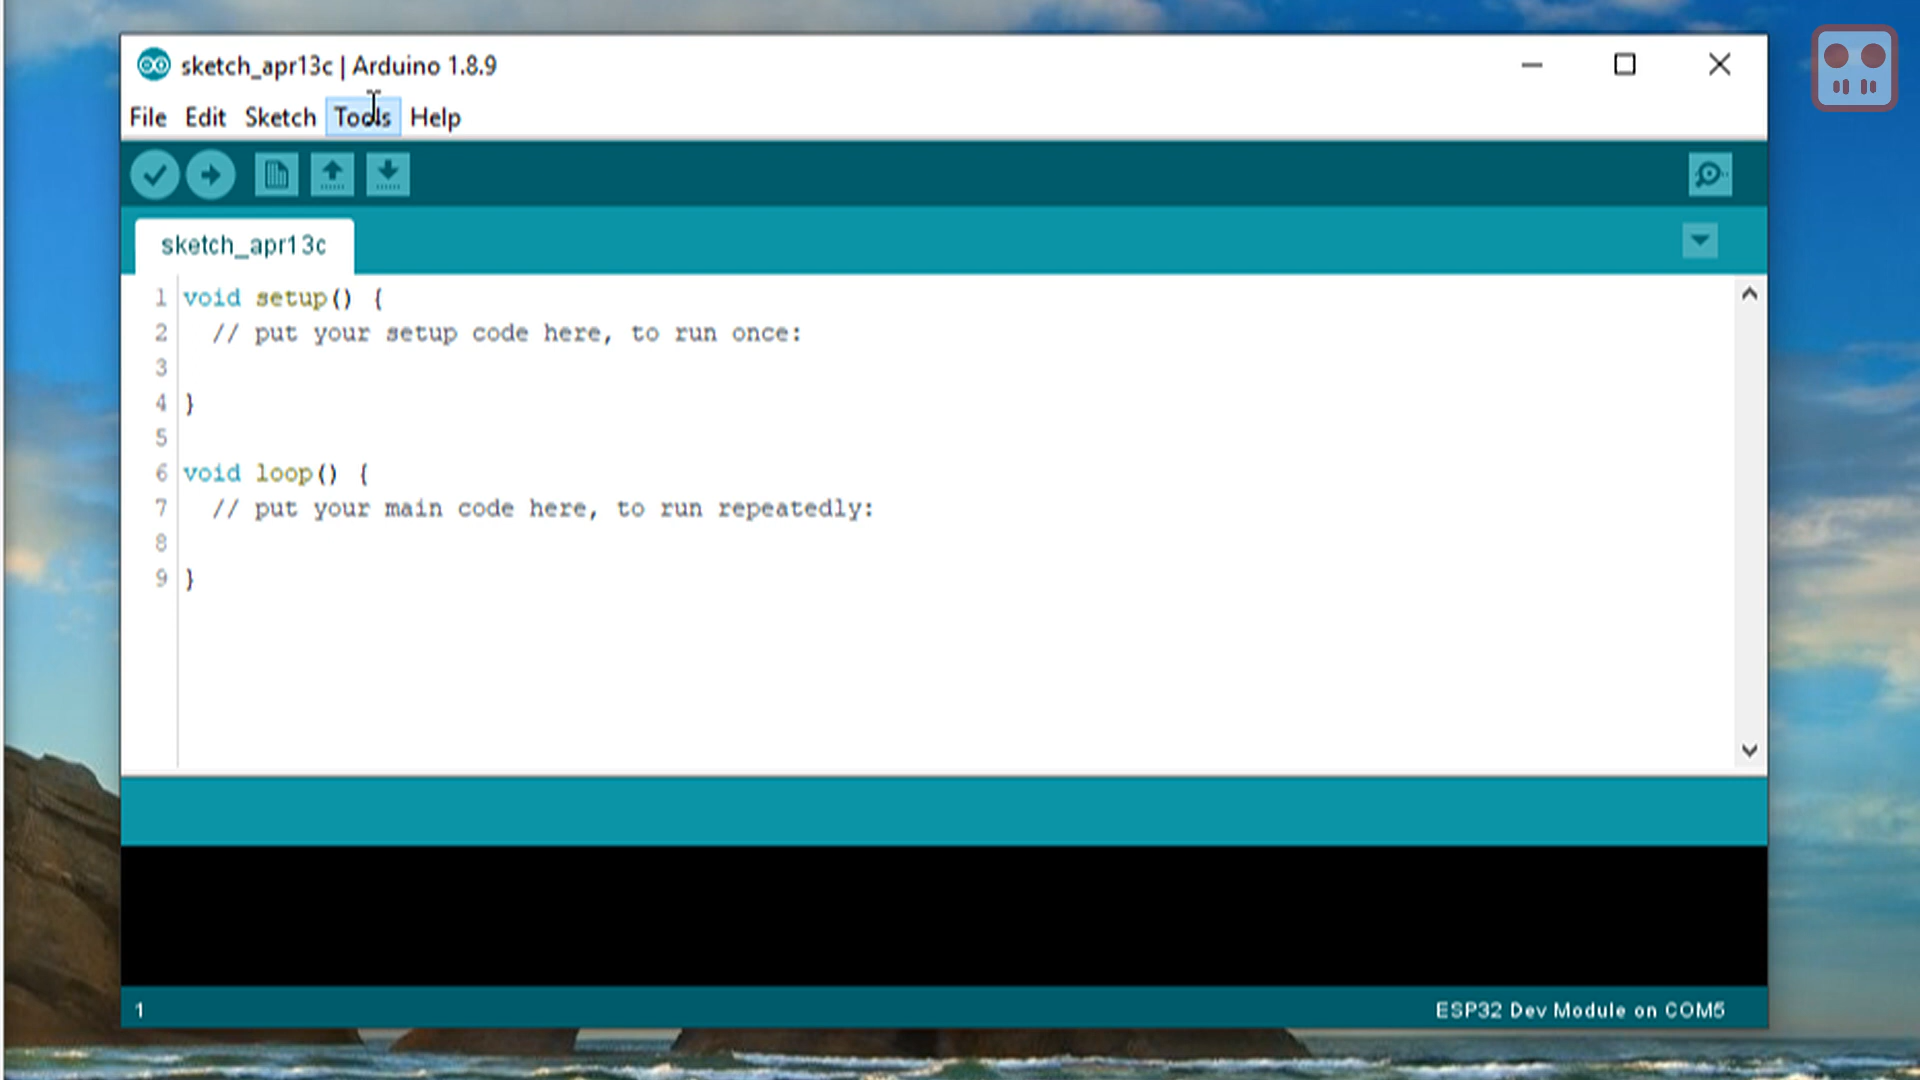 sketch_apr13c | Arduino 1.8.9
File Edit Sketch Tools Help
sketch_apr13c
1 void setup() {
2 // put your setup code here, to run once:
3
4 }
5
6 void loop() {
7 // put your main code here, to run repeatedly:
8
9 }
1 ESP32 Dev Module on COM5